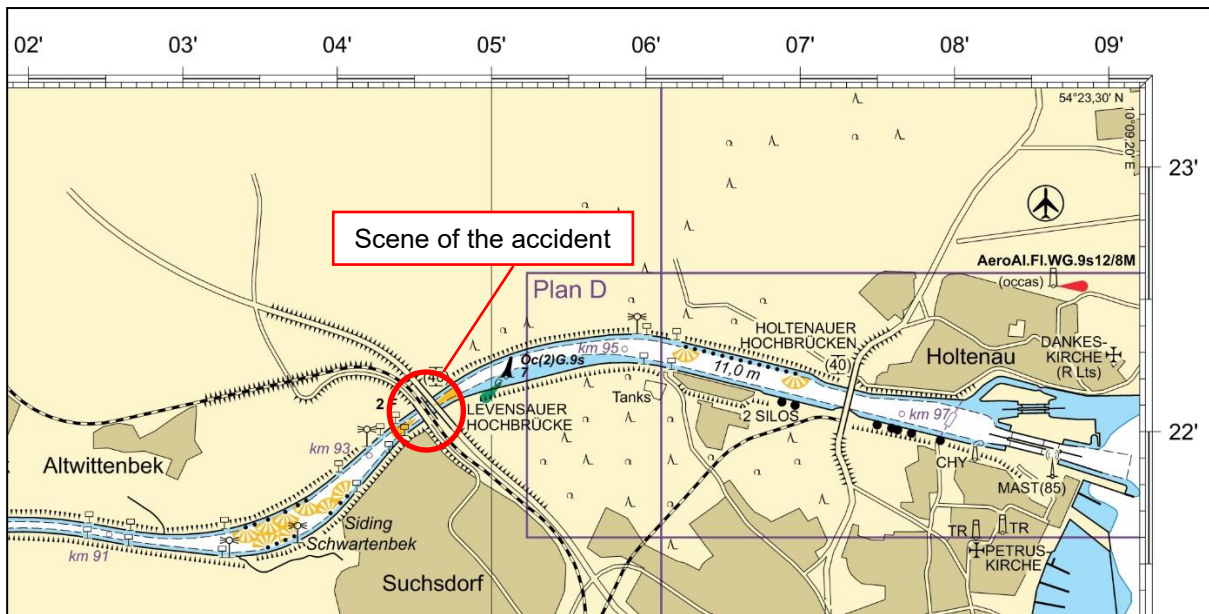 02'
03'
04'
05'
06'
07'
08'
09'
54°23,30' N
10°09,20' E
23'
Scene of the accident
AeroAl.Fl.WG.9s12/8M
(occas)
Plan D
HOLTENAUER
HOCHBRÜCKEN
(40)
Holtenau
DANKES-
KIRCHE
(R Lts)
Oc(2)G.9s
7
km 95
11,0 m
(40)
2
LEVENSAUER
HOCHBRÜCKE
Tanks
2 SILOS
km 97
22'
km 93
Altwittenbek
CHY
MAST(85)
Siding
Schwartenbek
TR
TR
km 91
PETRUS-
KIRCHE
Suchsdorf